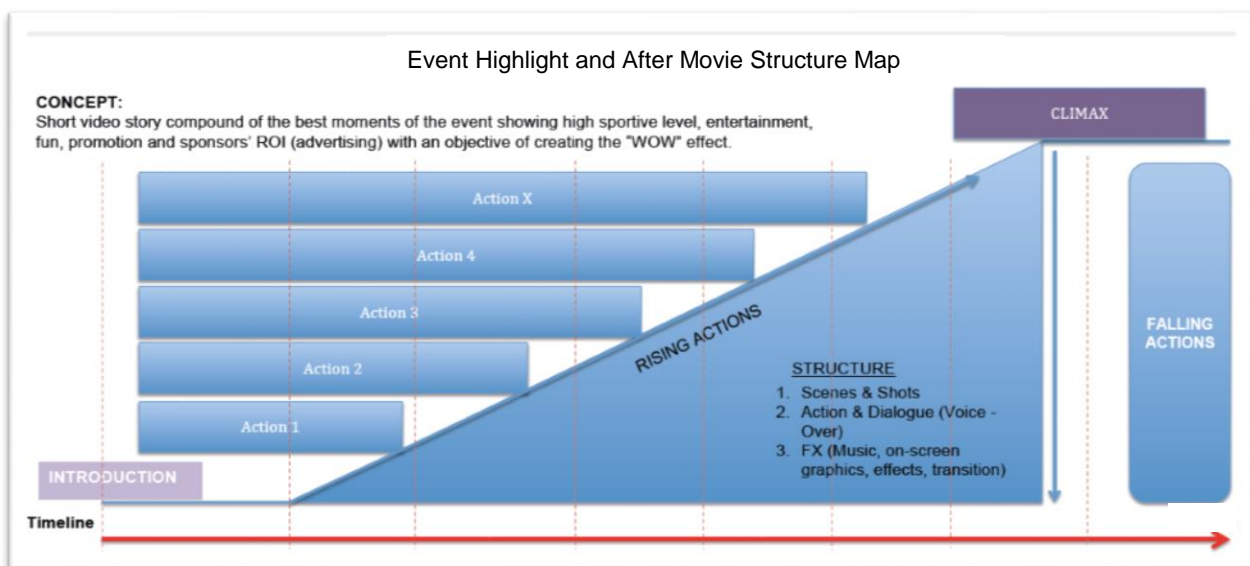 Event Highlight and After Movie Structure Map
CONCEPT:
Short video story compound of the best moments of the event showing high sportive level, entertainment,
fun, promotion and sponsors' ROI (advertising) with an objective of creating the "WOW" effect.
CLIMAX
Action X
Action 4
Action 3
Action 2
Action 1
RISING ACTIONS
STRUCTURE
1. Scenes & Shots
2. Action & Dialogue (Voice -
Over)
3. FX (Music, on-screen
graphics, effects, transition)
FALLING
ACTIONS
INTRODUCTION
Timeline